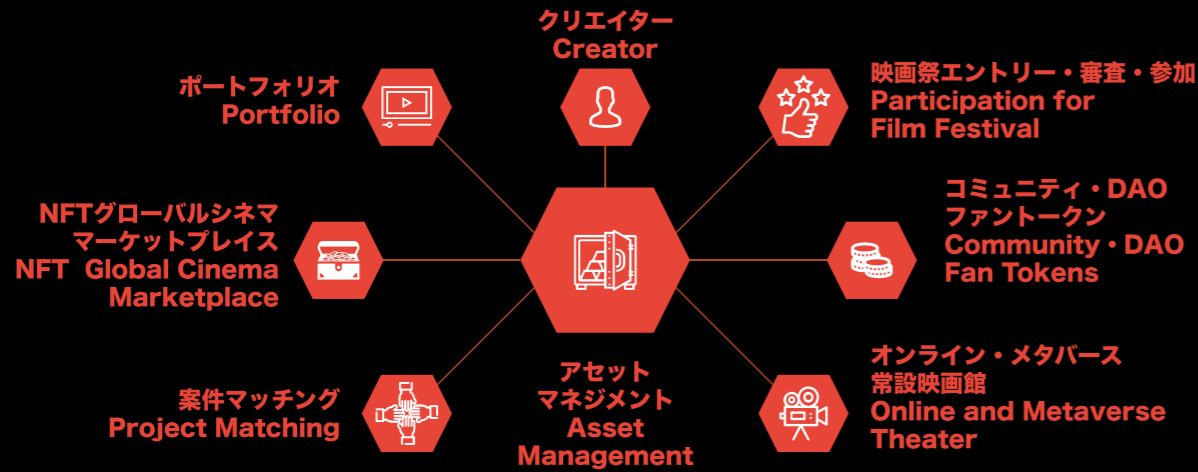 クリエイター
Creator
ポートフォリオ
Portfolio
映画祭エントリー・審査・参加
Participation for
Film Festival
NFTグローバルシネマ
マーケットプレイス
NFT Global Cinema
Marketplace
コミュニティ・DAO
ファントークン
Community・DAO
Fan Tokens
案件マッチング
Project Matching
アセット
マネジメント
Asset
Management
オンライン・メタバース
常設映画館
Online and Metaverse
Theater